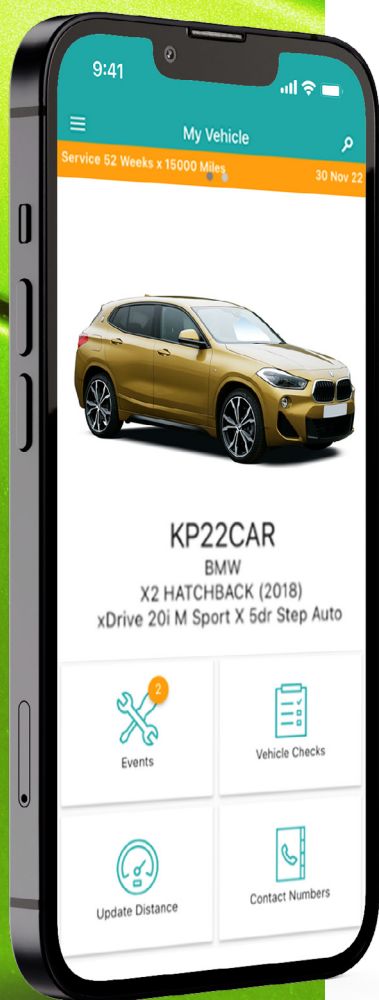 9:41
My Vehicle
Service 52 Weeks x 15000 Miles 30 Nov 22
KP22CAR
BMW
X2 HATCHBACK (2018)
xDrive 20i M Sport X 5dr Step Auto
2
Events
Vehicle Checks
Update Distance
Contact Numbers